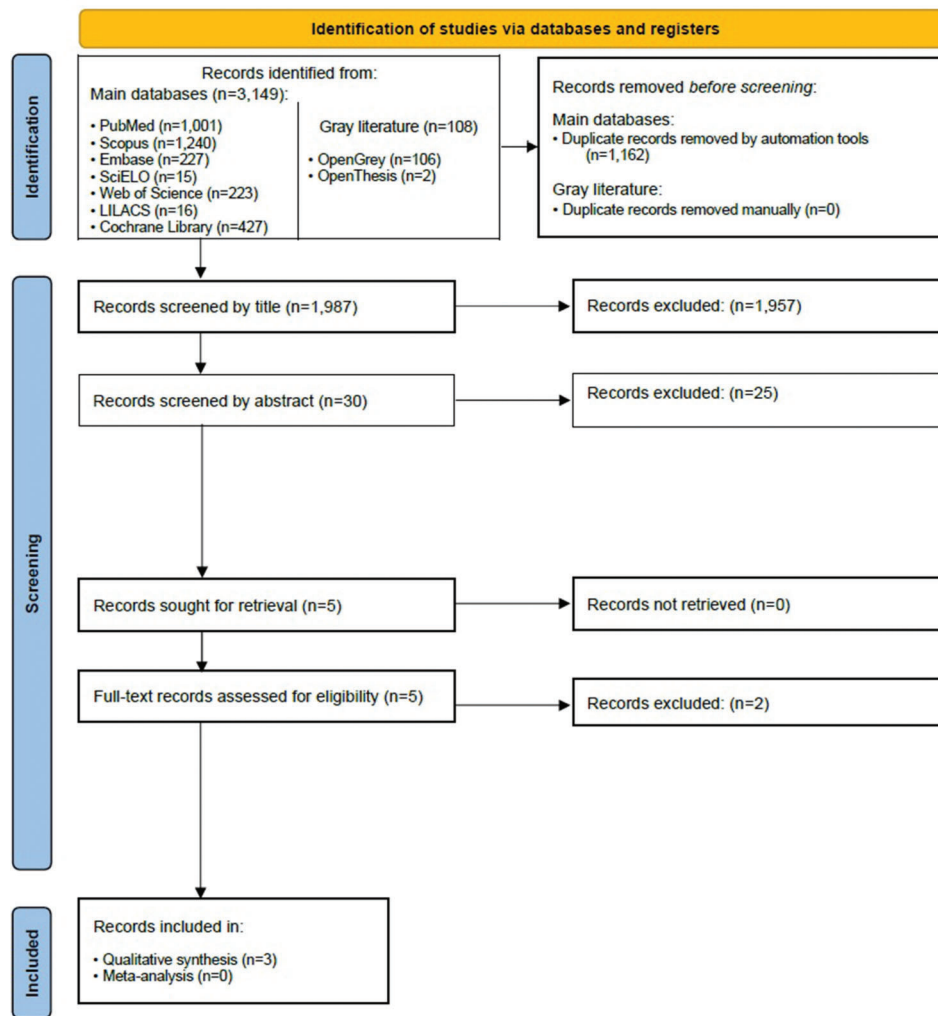 Identification of studies via databases and registers
Identification
Records identified from:
Main databases (n=3,149):
• PubMed (n=1,001)
• Scopus (n=1,240)
• Embase (n=227)
• SciELO (n=15)
• Web of Science (n=223)
• LILACS (n=16)
• Cochrane Library (n=427)
Gray literature (n=108)
• OpenGrey (n=106)
• OpenThesis (n=2)
Records removed before screening:
Main databases:
• Duplicate records removed by automation tools
(n=1,162)
Gray literature:
• Duplicate records removed manually (n=0)
Screening
Records screened by title (n=1,987)
Records excluded: (n=1,957)
Records screened by abstract (n=30)
Records excluded: (n=25)
Records sought for retrieval (n=5)
Records not retrieved (n=0)
Full-text records assessed for eligibility (n=5)
Records excluded: (n=2)
Included
Records included in:
• Qualitative synthesis (n=3)
• Meta-analysis (n=0)